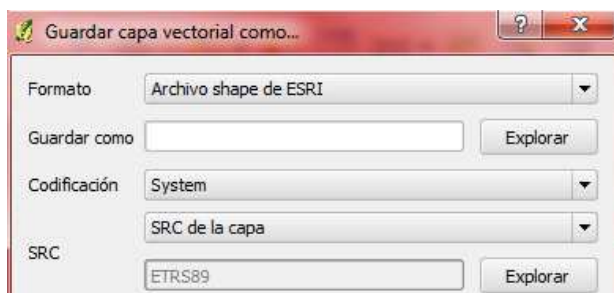 Guardar capa vectorial como...
Formato Archivo shape de ESRI
Guardar como Explorar
Codificación System
SRC de la capa
SRC
ETRS89 Explorar